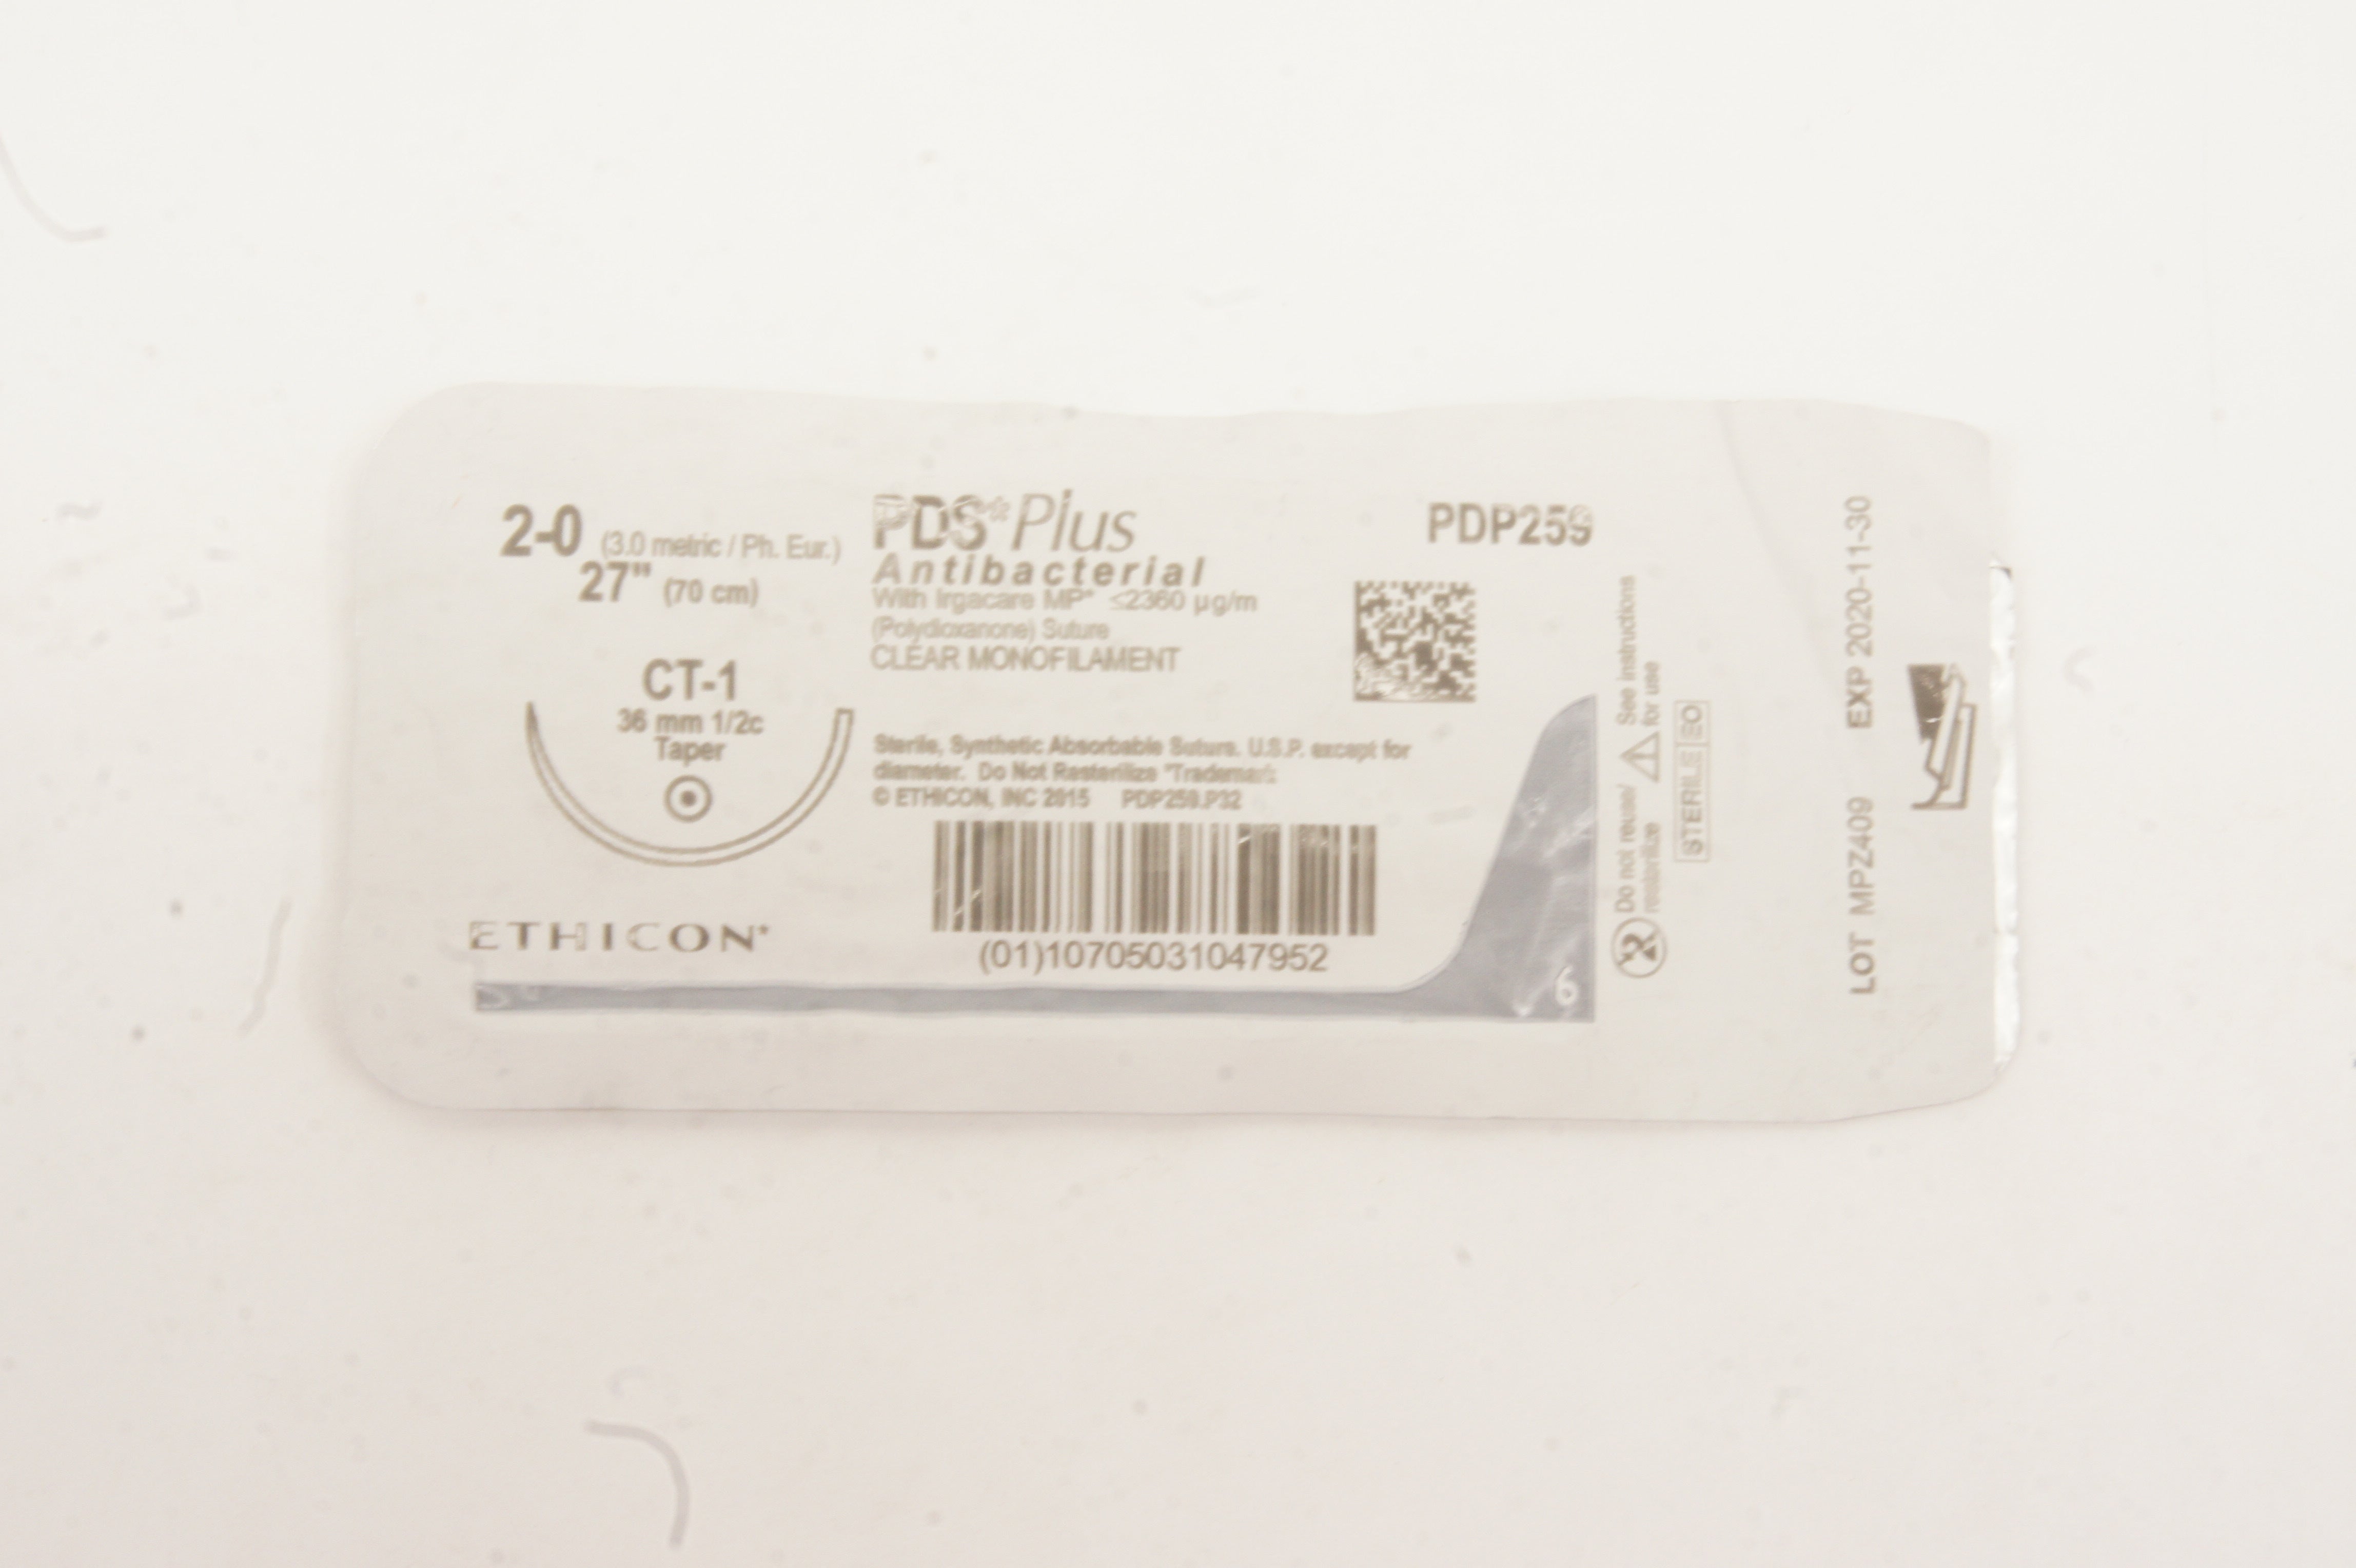 2-0 (3.0 metric / Ph. Eur.)
27" (70 cm)
CT-1
36 mm 1/2c
Taper
ETHICON*
PDS* Plus
Antibacterial
With Irgacare MP* ≤2360 µg/m
(Polydioxanone) Suture
CLEAR MONOFILAMENT
Sterile, Synthetic Absorbable Suture. U.S.P. except for
diameter. Do Not Resterilize *Trademark
© ETHICON, INC 2015 PDP259.P32
(01)10705031047952
PDP259
6
Do not reuse/
resterilize
See instructions
for use
STERILE EO
LOT MPZ409 EXP 2020-11-30